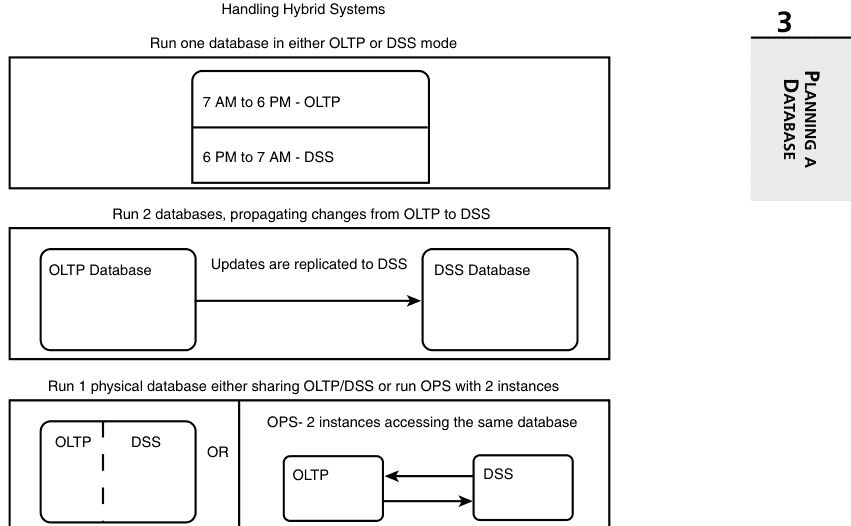 Handling Hybrid Systems
Run one database in either OLTP or DSS mode
7 AM to 6 PM - OLTP
6 PM to 7 AM - DSS
Run 2 databases, propagating changes from OLTP to DSS
OLTP Database
Updates are replicated to DSS
DSS Database
Run 1 physical database either sharing OLTP/DSS or run OPS with 2 instances
OLTP
DSS
OR
OPS- 2 instances accessing the same database
OLTP
DSS
3
PLANNING A
DATABASE